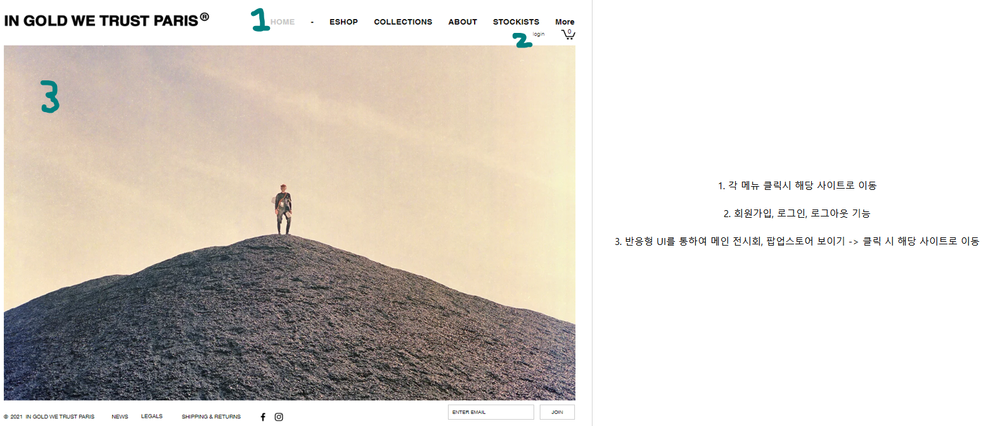 IN GOLD WE TRUST PARIS®
1 HOME - ESHOP COLLECTIONS ABOUT STOCKISTS More
2 login 0
3
1. 각 메뉴 클릭시 해당 사이트로 이동
2. 회원가입, 로그인, 로그아웃 기능
3. 반응형 UI를 통하여 메인 전시회, 팝업스토어 보이기 -> 클릭 시 해당 사이트로 이동
© 2021 IN GOLD WE TRUST PARIS NEWS LEGALS SHIPPING & RETURNS ENTER EMAIL JOIN